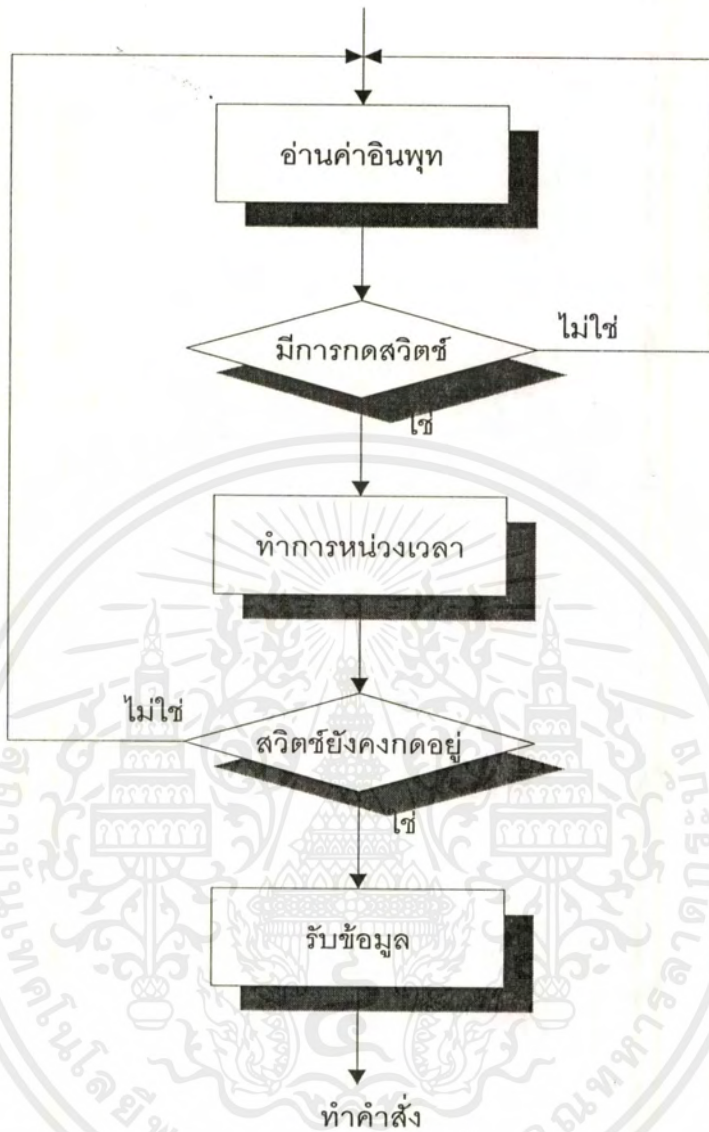 อ่านค่าอินพุท
มีการกดสวิตช์
ไม่ใช่
ใช่
ทำการหน่วงเวลา
ไม่ใช่
สวิตช์ยังคงกดอยู่
ใช่
รับข้อมูล
ทำคำสั่ง